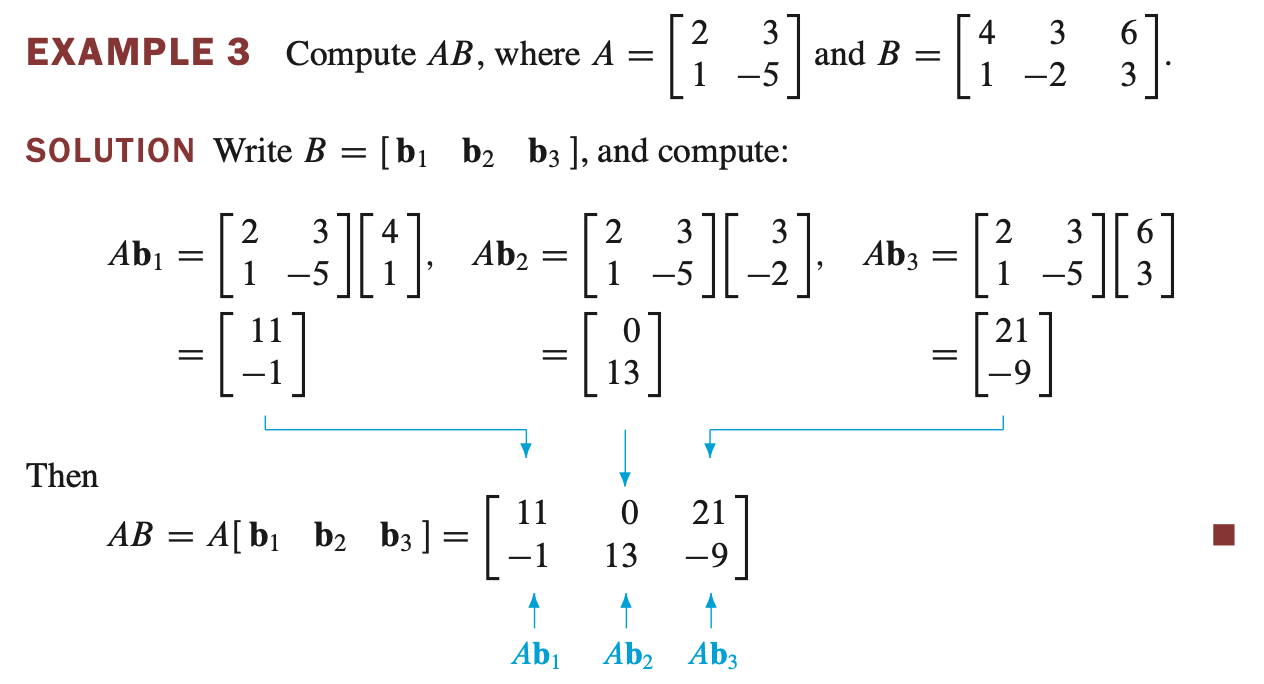 EXAMPLE 3 Compute AB, where A = [2 3; 1 −5] and B = [4 3 6; 1 −2 3].
SOLUTION Write B = [b₁ b₂ b₃], and compute:
Ab₁ = [2 3; 1 −5][4; 1], Ab₂ = [2 3; 1 −5][3; −2], Ab₃ = [2 3; 1 −5][6; 3]
= [11; −1] = [0; 13] = [21; −9]
Then
AB = A[b₁ b₂ b₃] = [11 0 21; −1 13 −9]
Ab₁ Ab₂ Ab₃